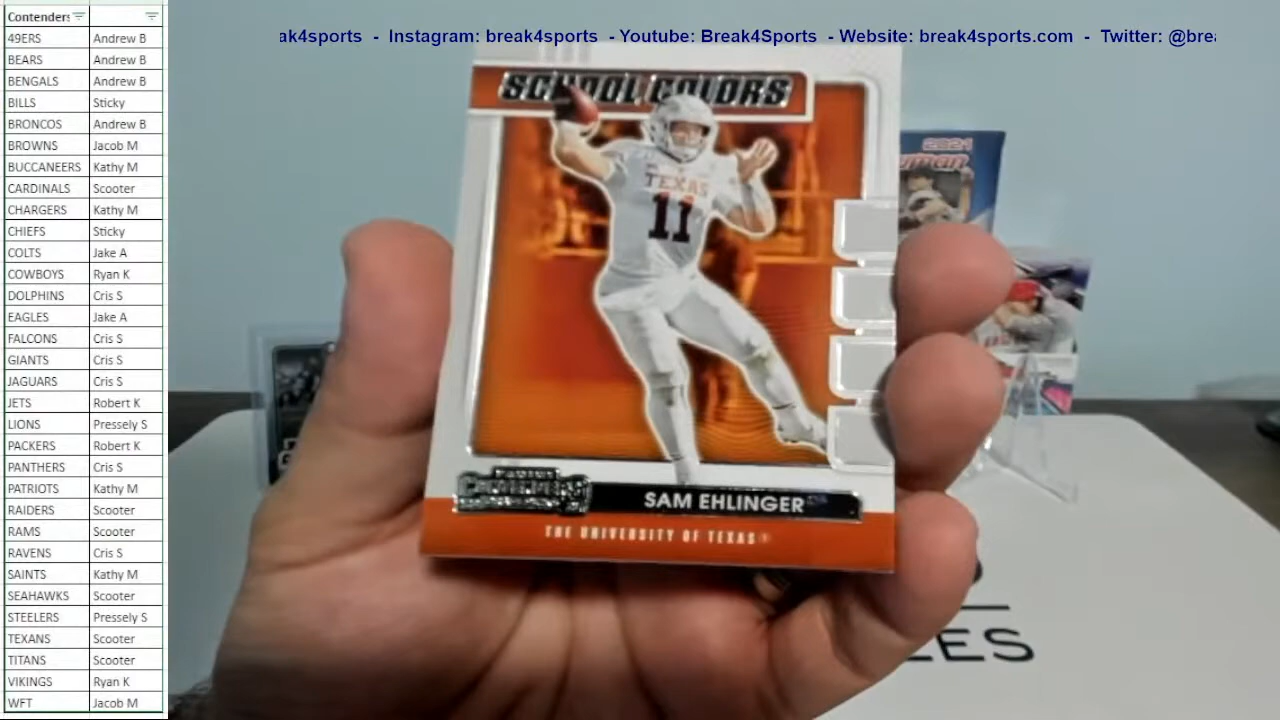 Contenders
49ERS Andrew B
BEARS Andrew B
BENGALS Andrew B
BILLS Sticky
BRONCOS Andrew B
BROWNS Jacob M
BUCCANEERS Kathy M
CARDINALS Scooter
CHARGERS Kathy M
CHIEFS Sticky
COLTS Jake A
COWBOYS Ryan K
DOLPHINS Cris S
EAGLES Jake A
FALCONS Cris S
GIANTS Cris S
JAGUARS Cris S
JETS Robert K
LIONS Pressely S
PACKERS Robert K
PANTHERS Cris S
PATRIOTS Kathy M
RAIDERS Scooter
RAMS Scooter
RAVENS Cris S
SAINTS Kathy M
SEAHAWKS Scooter
STEELERS Pressely S
TEXANS Scooter
TITANS Scooter
VIKINGS Ryan K
WFT Jacob M
ak4sports - Instagram: break4sports - Youtube: Break4Sports - Website: break4sports.com - Twitter: @brea
SCHOOL COLORS
TEXAS
11
CONTENDERS
SAM EHLINGER
THE UNIVERSITY OF TEXAS
2021